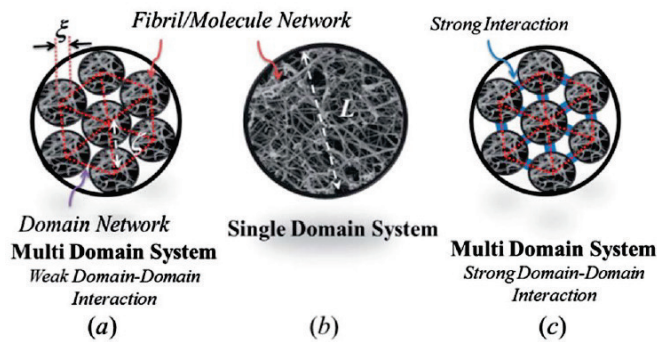 ξ
Fibril/Molecule Network
Strong Interaction
ζ
L
Domain Network
Multi Domain System
Weak Domain-Domain
Interaction
(a)
Single Domain System
(b)
Multi Domain System
Strong Domain-Domain
Interaction
(c)